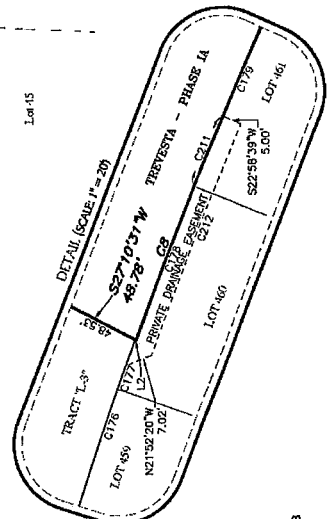 Lot 15
DETAIL (SCALE: 1" = 20')
TREVESTA - PHASE IA
S27°10'31"W
48.78'
48.53'
TRACT "L-3"
C8
C179
LOT 461
C211
S22°58'39"W
5.00'
PRIVATE DRAINAGE EASEMENT
C178
C212
LOT 460
C177
L2
C176
LOT 459
N21°52'20"W
7.02'